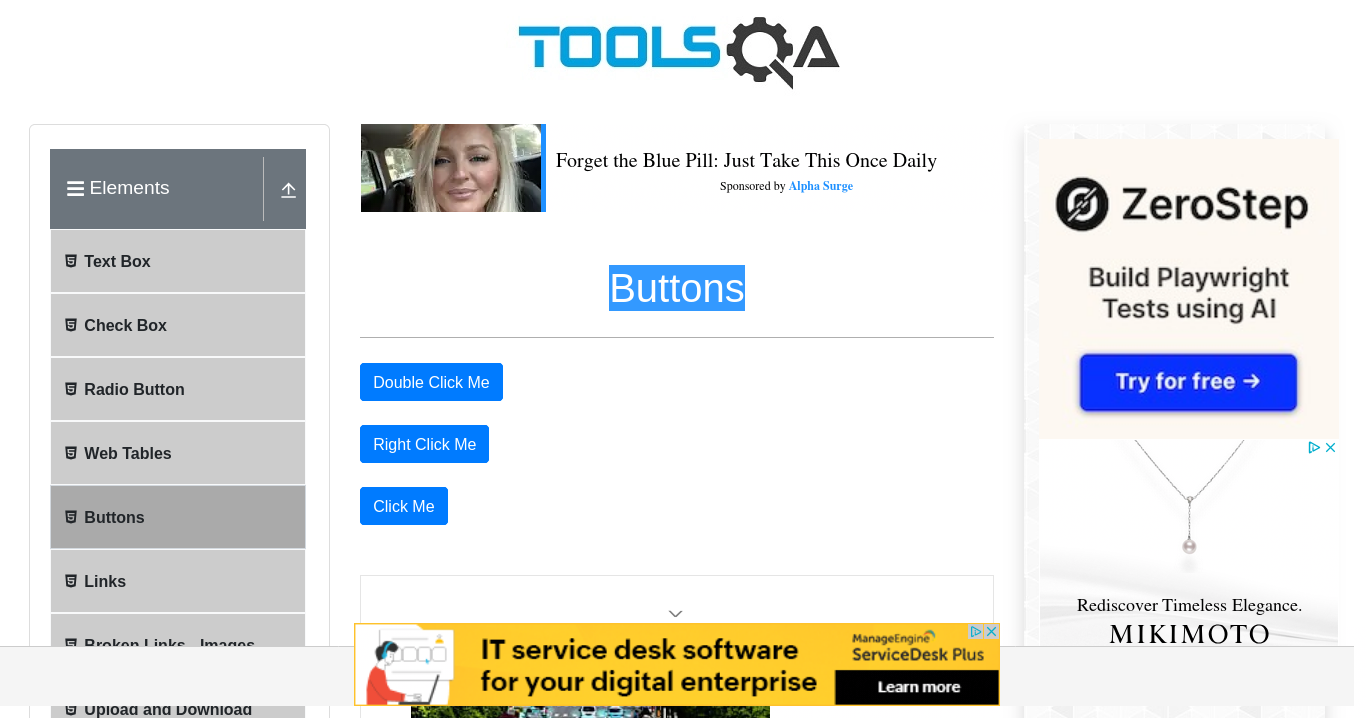 TOOLSQA
Elements
Text Box
Check Box
Radio Button
Web Tables
Buttons
Links
Broken Links - Images
Upload and Download
Forget the Blue Pill: Just Take This Once Daily
Sponsored by Alpha Surge
Buttons
Double Click Me
Right Click Me
Click Me
IT service desk software
for your digital enterprise
ManageEngine
ServiceDesk Plus
Learn more
ZeroStep
Build Playwright
Tests using AI
Try for free →
Rediscover Timeless Elegance.
MIKIMOTO